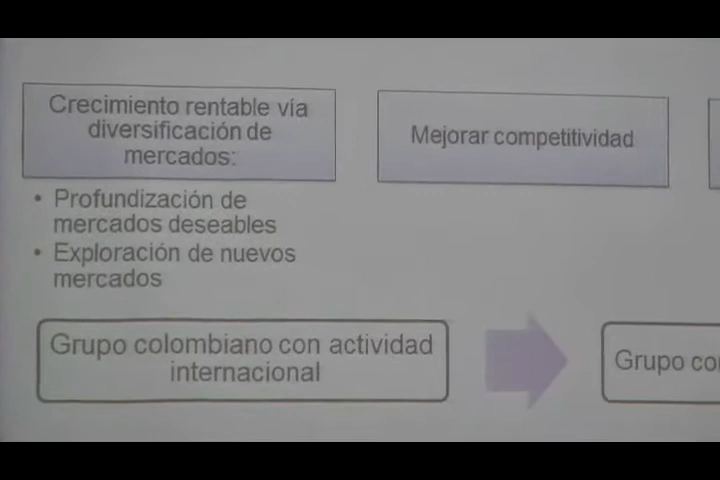 Crecimiento rentable vía
diversificación de
mercados:
• Profundización de
mercados deseables
• Exploración de nuevos
mercados
Mejorar competitividad
Grupo colombiano con actividad
internacional
Grupo